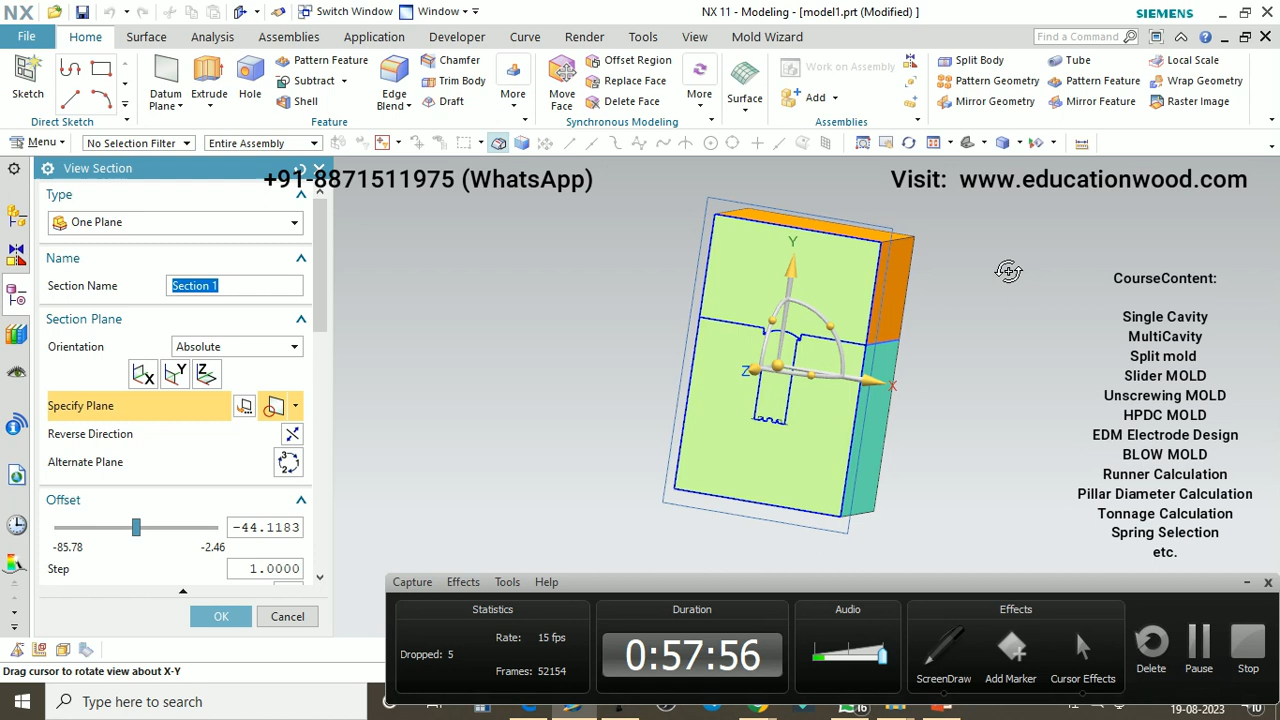 NX
Switch Window
Window
NX 11 - Modeling - [model1.prt (Modified) ]
SIEMENS
File
Home
Surface
Analysis
Assemblies
Application
Developer
Curve
Render
Tools
View
Mold Wizard
Find a Command
Sketch
Direct Sketch
Datum
Plane
Extrude
Hole
Pattern Feature
Subtract
Shell
Edge
Blend
Chamfer
Trim Body
Draft
More
Feature
Move
Face
Offset Region
Replace Face
Delete Face
More
Synchronous Modeling
Surface
Work on Assembly
Add
Assemblies
Split Body
Pattern Geometry
Mirror Geometry
Tube
Pattern Feature
Mirror Feature
Local Scale
Wrap Geometry
Raster Image
Menu
No Selection Filter
Entire Assembly
View Section
+91-8871511975 (WhatsApp)
Visit: www.educationwood.com
Type
One Plane
Name
Section Name
Section 1
Section Plane
Orientation
Absolute
X
Y
Z
Specify Plane
Reverse Direction
Alternate Plane
Offset
-44.1183
-85.78
-2.46
Step
1.0000
OK
Cancel
Y
Z
X
CourseContent:
Single Cavity
MultiCavity
Split mold
Slider MOLD
Unscrewing MOLD
HPDC MOLD
EDM Electrode Design
BLOW MOLD
Runner Calculation
Pillar Diameter Calculation
Tonnage Calculation
Spring Selection
etc.
Capture
Effects
Tools
Help
Statistics
Rate: 15 fps
Dropped: 5
Frames: 52154
Duration
0:57:56
Audio
Effects
ScreenDraw
Add Marker
Cursor Effects
Delete
Pause
Stop
Drag cursor to rotate view about X-Y
Type here to search
16
19-08-2023
10